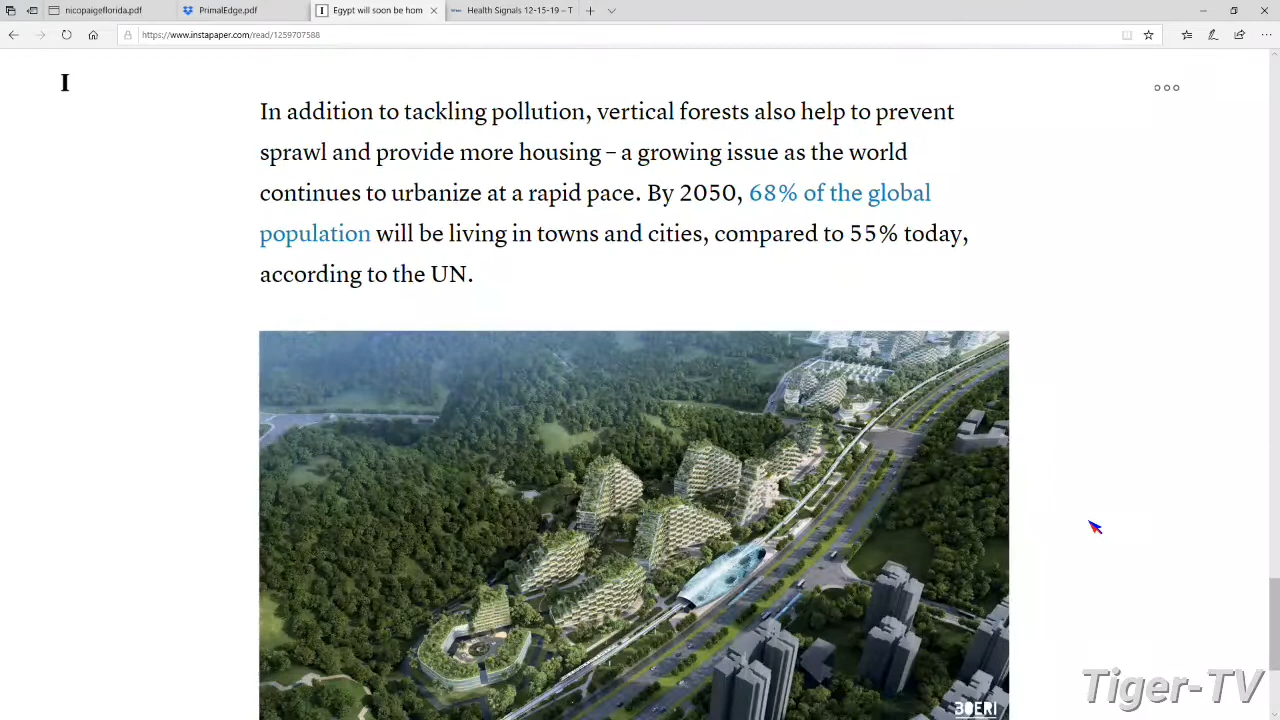 nicopaigeflorida.pdf
PrimalEdge.pdf
I Egypt will soon be hom
Health Signals 12-15-19 – T
https://www.instapaper.com/read/1259707588
I
In addition to tackling pollution, vertical forests also help to prevent
sprawl and provide more housing – a growing issue as the world
continues to urbanize at a rapid pace. By 2050, 68% of the global
population will be living in towns and cities, compared to 55% today,
according to the UN.
BOERI
Tiger-TV